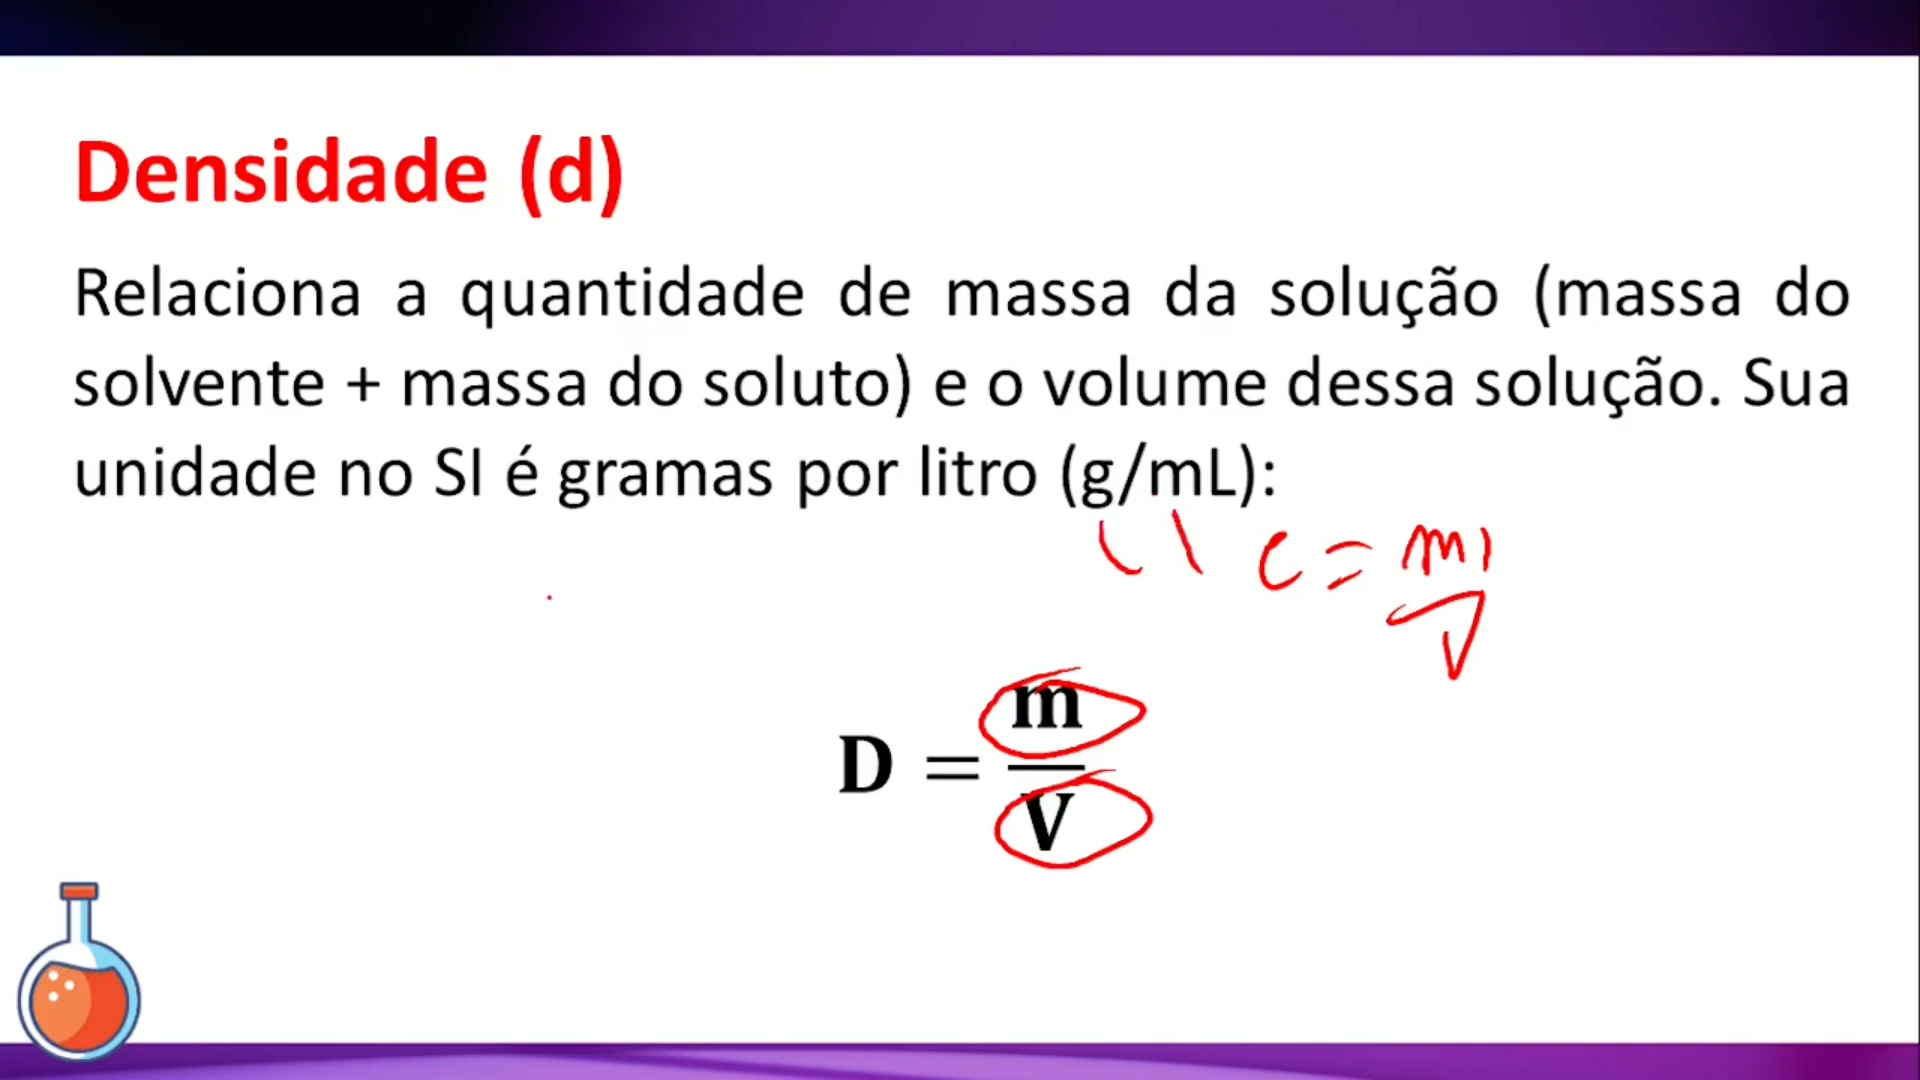 Densidade (d)
Relaciona a quantidade de massa da solução (massa do
solvente + massa do soluto) e o volume dessa solução. Sua
unidade no SI é gramas por litro (g/mL):
C = m1
V
D = m
V